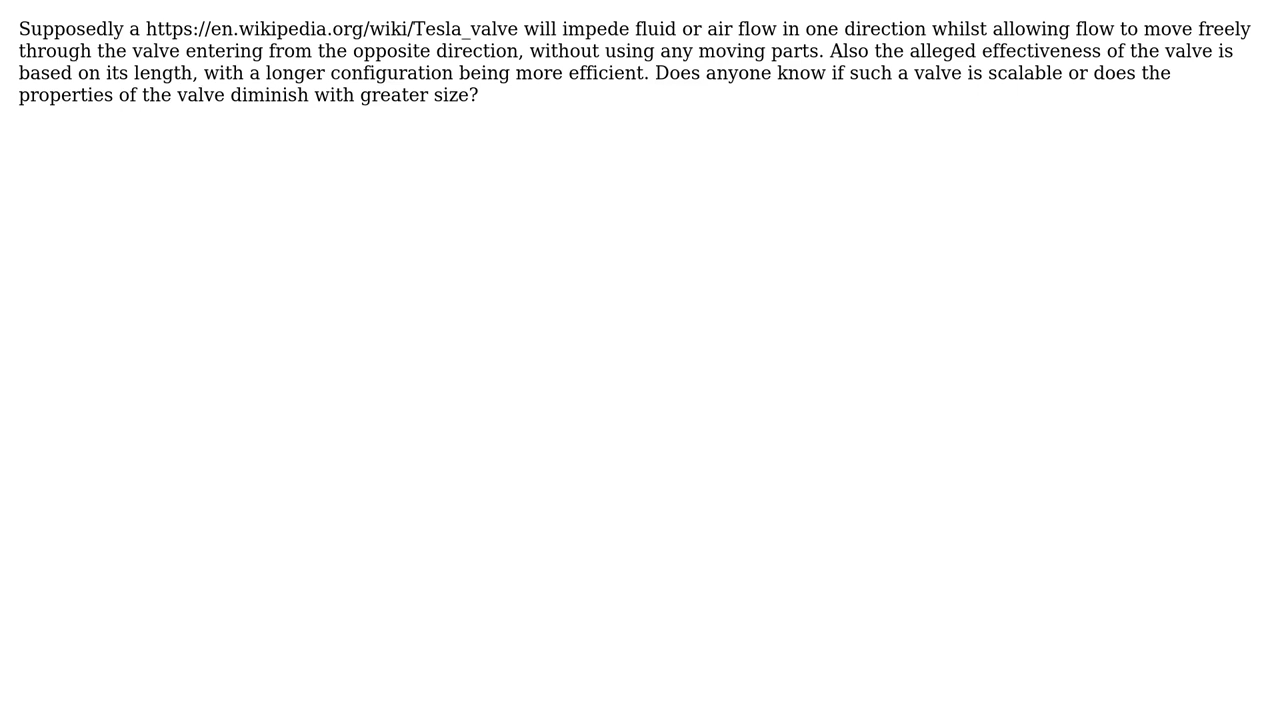 Supposedly a https://en.wikipedia.org/wiki/Tesla_valve will impede fluid or air flow in one direction whilst allowing flow to move freely
through the valve entering from the opposite direction, without using any moving parts. Also the alleged effectiveness of the valve is
based on its length, with a longer configuration being more efficient. Does anyone know if such a valve is scalable or does the
properties of the valve diminish with greater size?